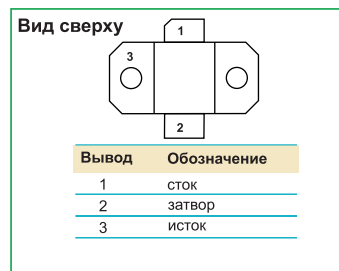 Вид сверху
1
3
2
Вывод Обозначение
1 сток
2 затвор
3 исток